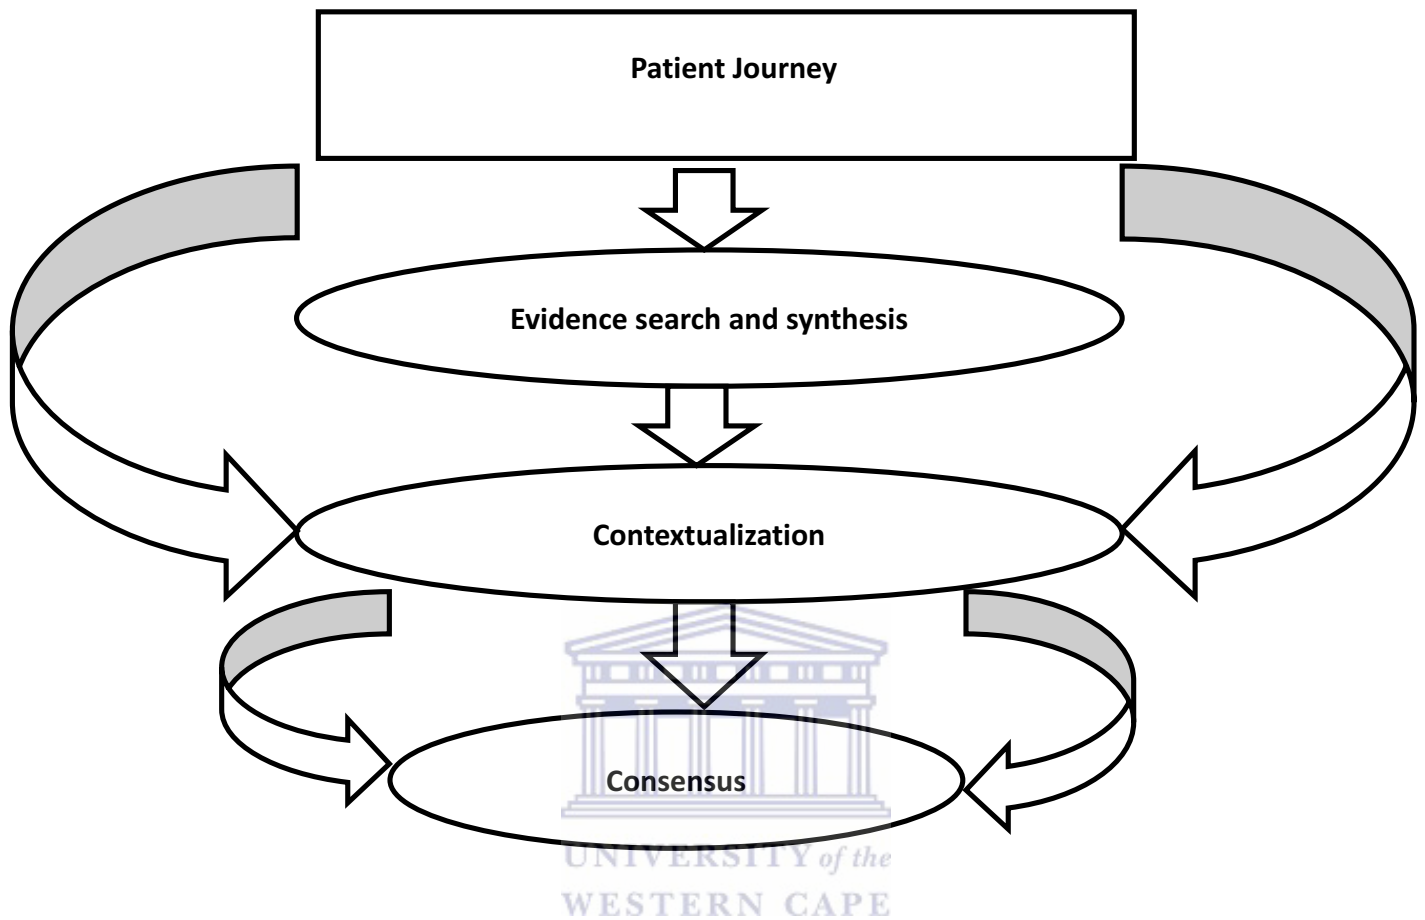 Patient Journey
Evidence search and synthesis
Contextualization
Consensus
UNIVERSITY of the
WESTERN CAPE